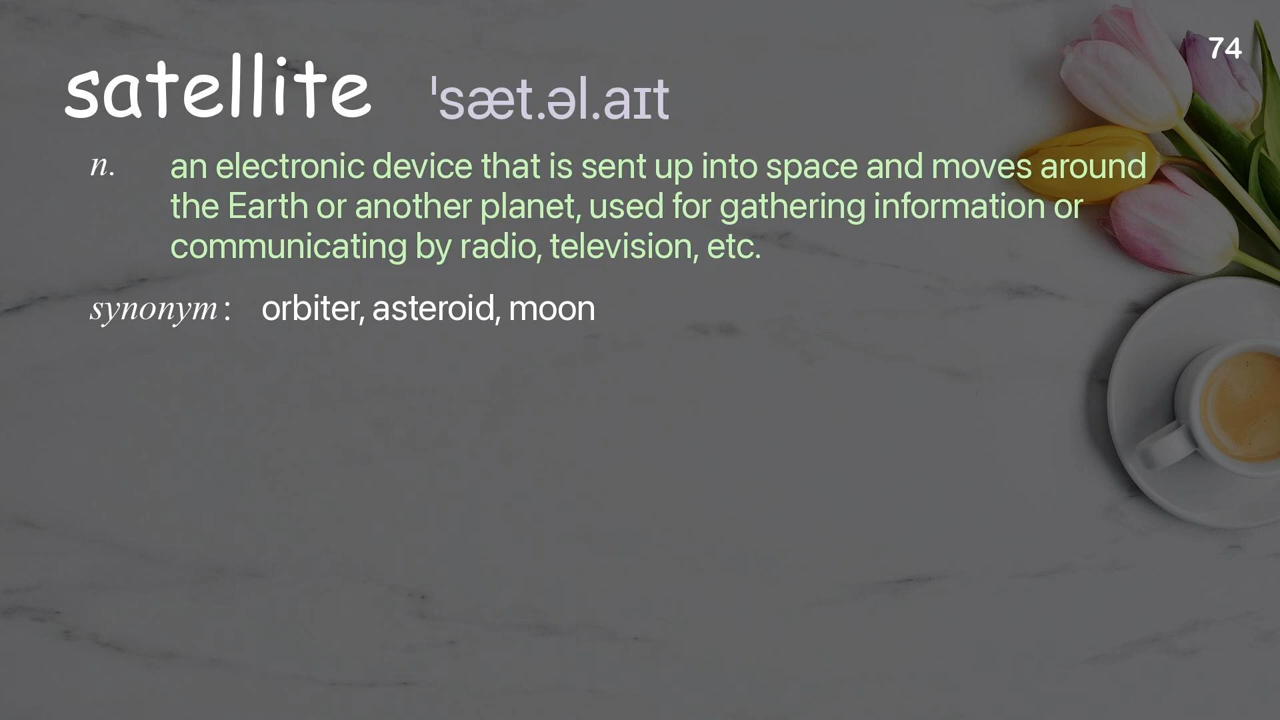 74
satellite ˈsæt.əl.aɪt
n. an electronic device that is sent up into space and moves around
the Earth or another planet, used for gathering information or
communicating by radio, television, etc.
synonym : orbiter, asteroid, moon